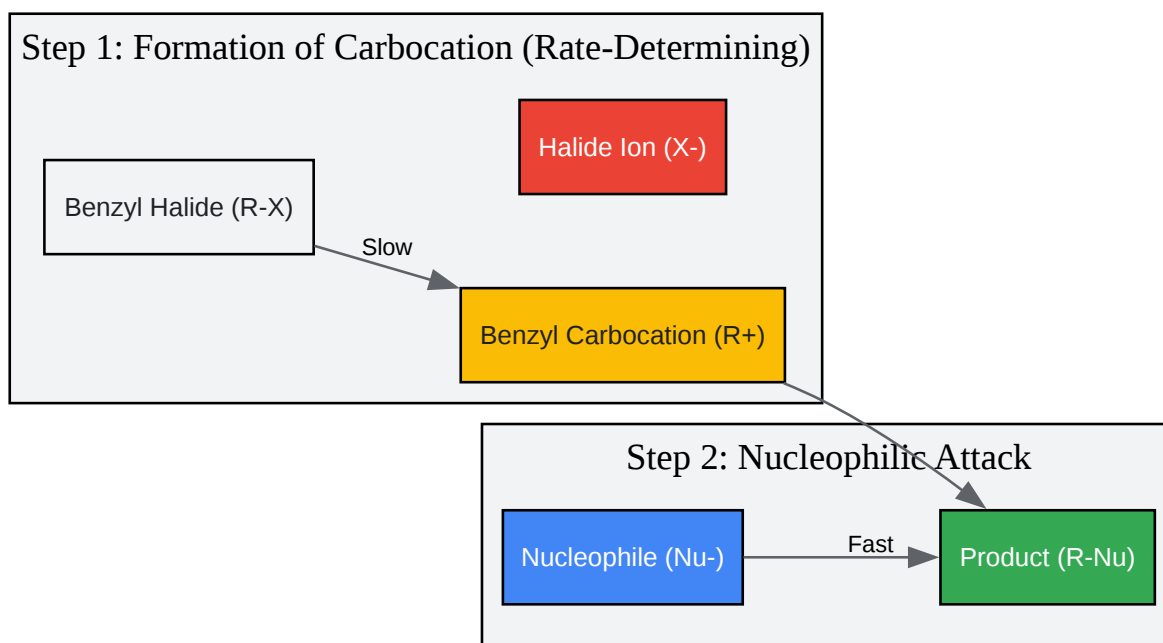 Step 1: Formation of Carbocation (Rate-Determining)
Halide Ion (X-)
Benzyl Halide (R-X)
Slow
Benzyl Carbocation (R+)
Step 2: Nucleophilic Attack
Nucleophile (Nu-)
Fast
Product (R-Nu)